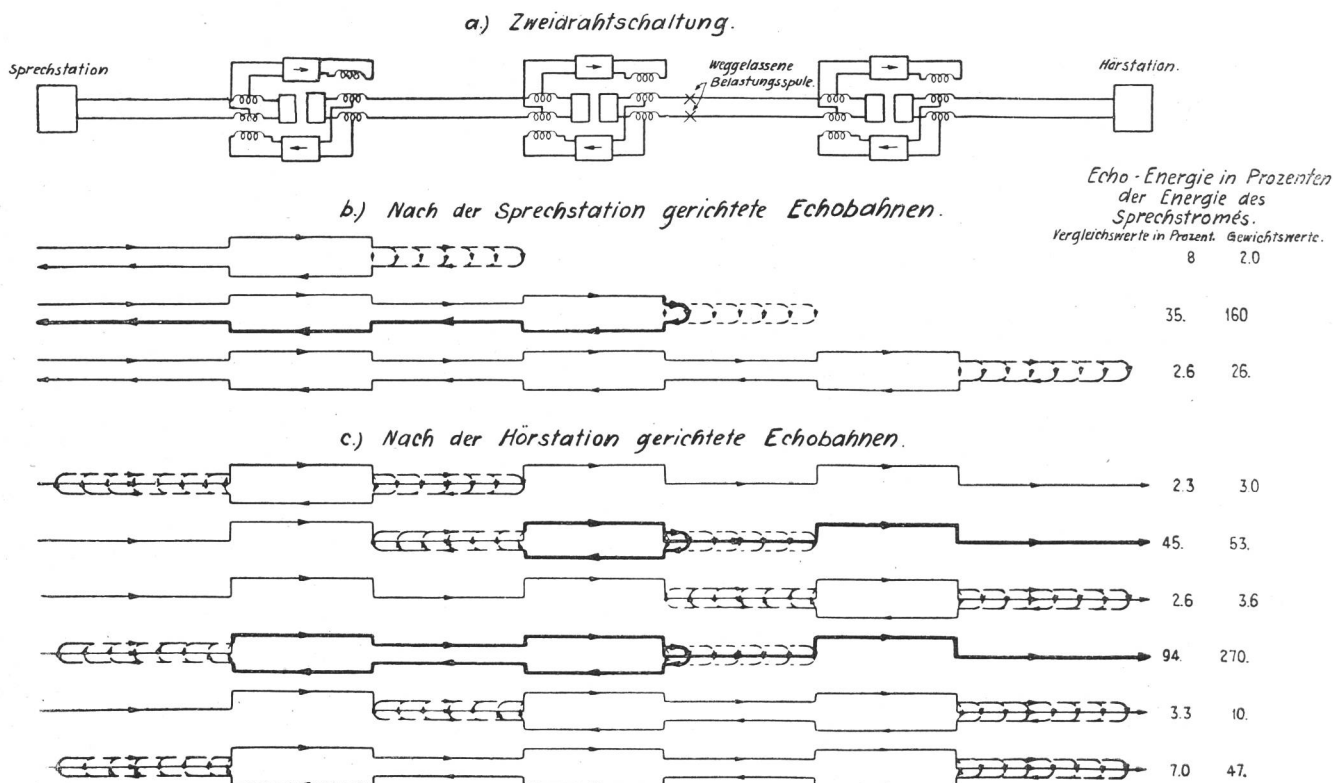 a.) Zweidrahtschaltung.
Sprechstation
Weggelassene
Belastungsspule.
Hörstation.
Echo-Energie in Prozenten
der Energie des
Sprechstromes.
Vergleichswerte in Prozent. Gewichtswerte.
b.) Nach der Sprechstation gerichtete Echobahnen.
8 2.0
35. 160
2.6 26.
c.) Nach der Hörstation gerichtete Echobahnen.
2.3 3.0
45. 53.
2.6 3.6
94. 270.
3.3 10.
7.0 47.